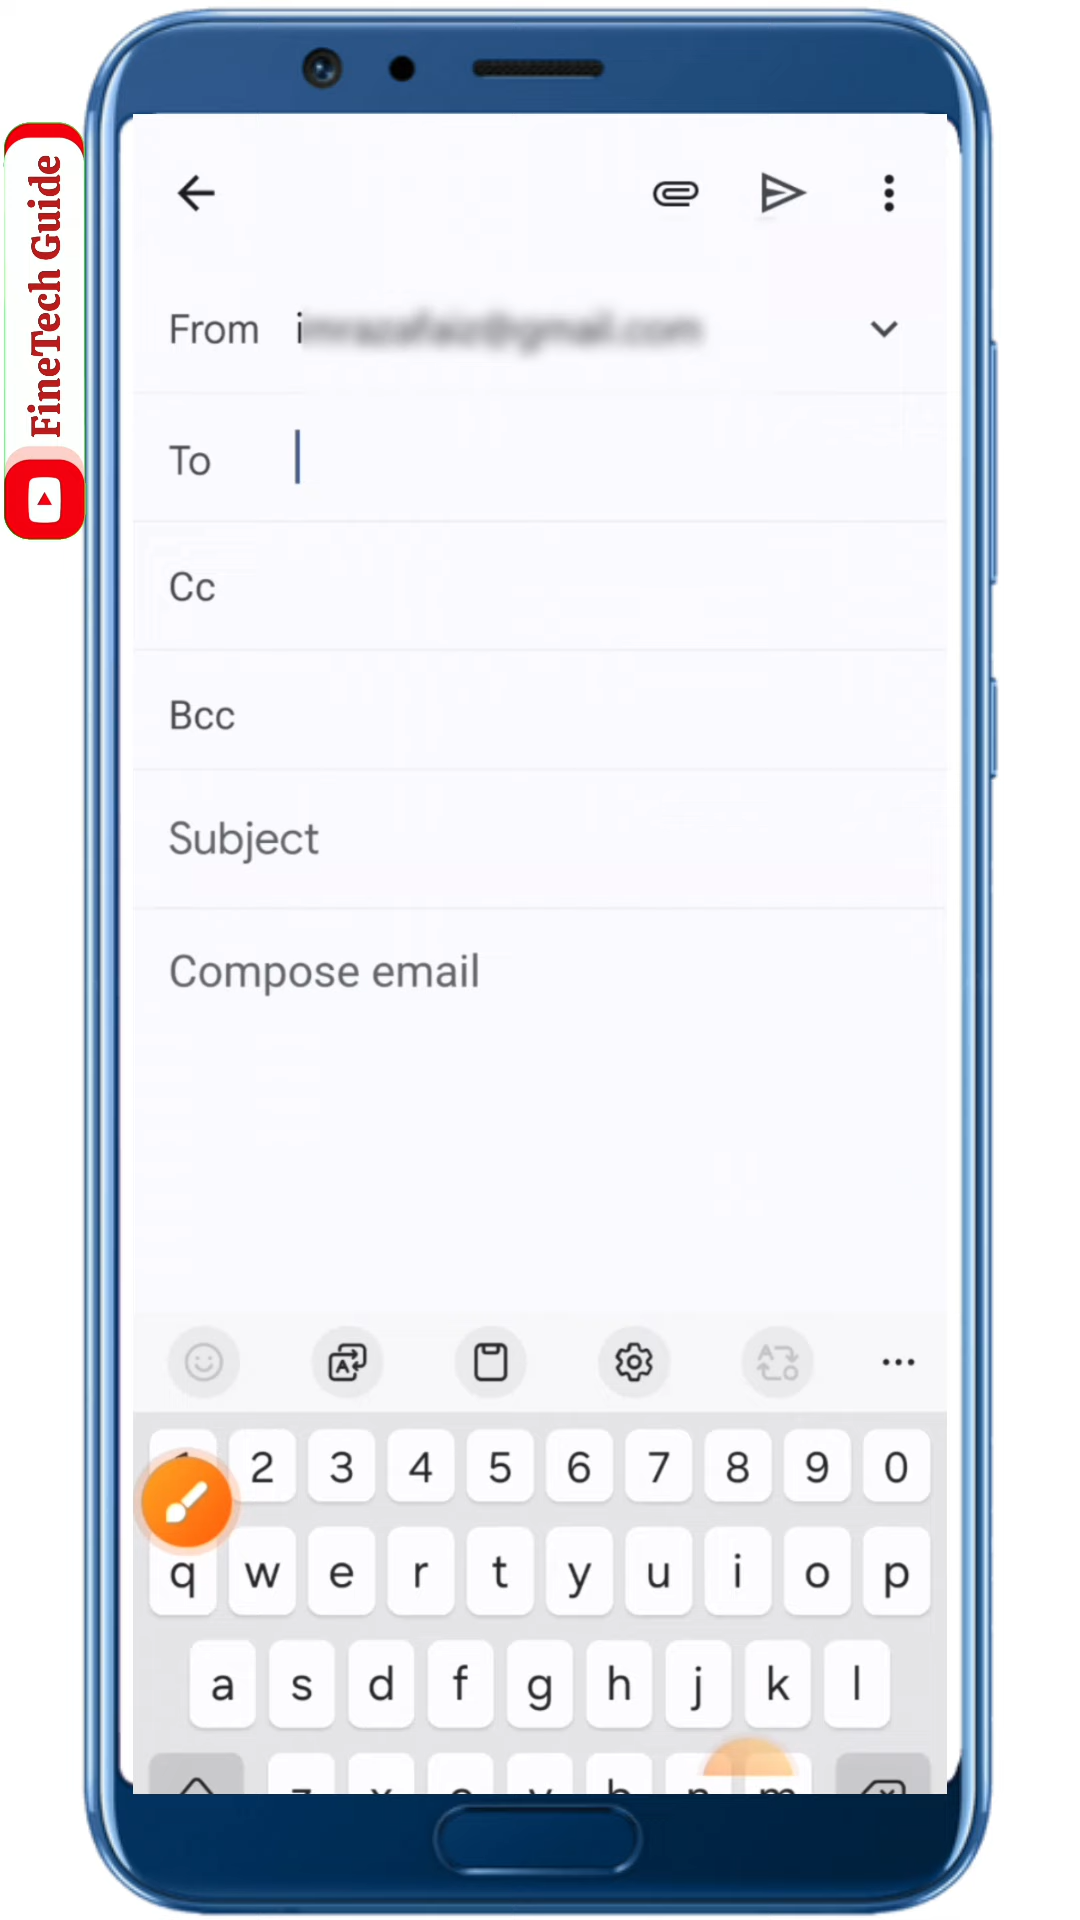 FineTech Guide
From i
To
Cc
Bcc
Subject
Compose email
2 3 4 5 6 7 8 9 0
q w e r t y u i o p
a s d f g h j k l